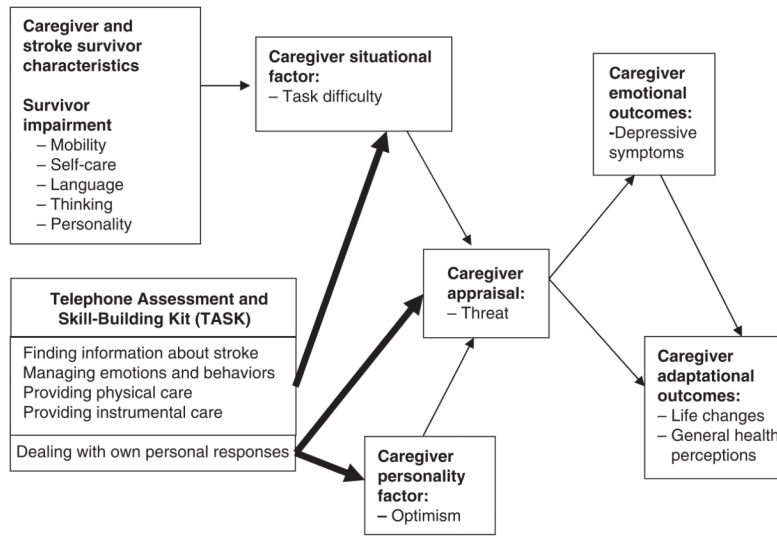 Caregiver and
stroke survivor
characteristics
Survivor
impairment
– Mobility
– Self-care
– Language
– Thinking
– Personality
Caregiver situational
factor:
– Task difficulty
Caregiver
emotional
outcomes:
-Depressive
symptoms
Telephone Assessment and
Skill-Building Kit (TASK)
Finding information about stroke
Managing emotions and behaviors
Providing physical care
Providing instrumental care
Dealing with own personal responses
Caregiver
appraisal:
– Threat
Caregiver
personality
factor:
– Optimism
Caregiver
adaptational
outcomes:
– Life changes
– General health
perceptions